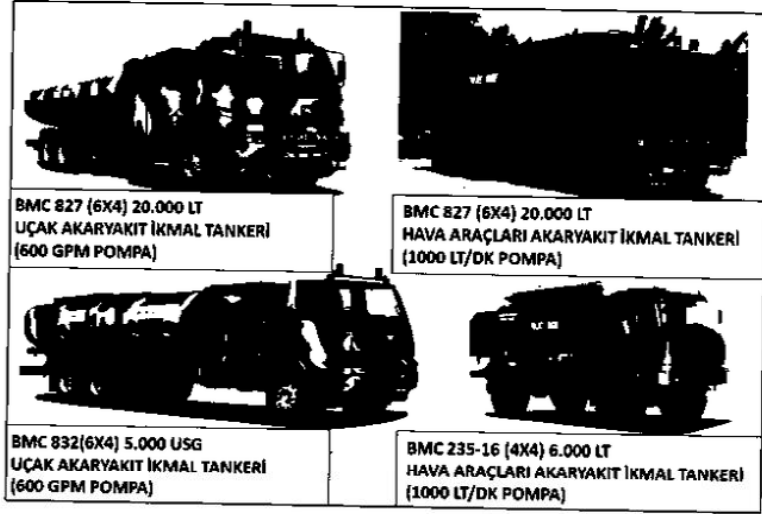 BMC 827 (6X4) 20.000 LT
UÇAK AKARYAKIT İKMAL TANKERİ
(600 GPM POMPA)
BMC 827 (6X4) 20.000 LT
HAVA ARAÇLARI AKARYAKIT İKMAL TANKERİ
(1000 LT/DK POMPA)
BMC 832(6X4) 5.000 USG
UÇAK AKARYAKIT İKMAL TANKERİ
(600 GPM POMPA)
BMC 235-16 (4X4) 6.000 LT
HAVA ARAÇLARI AKARYAKIT İKMAL TANKERİ
(1000 LT/DK POMPA)